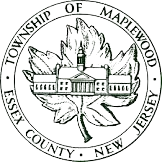 TOWNSHIP OF MAPLEWOOD
ESSEX COUNTY · NEW JERSEY